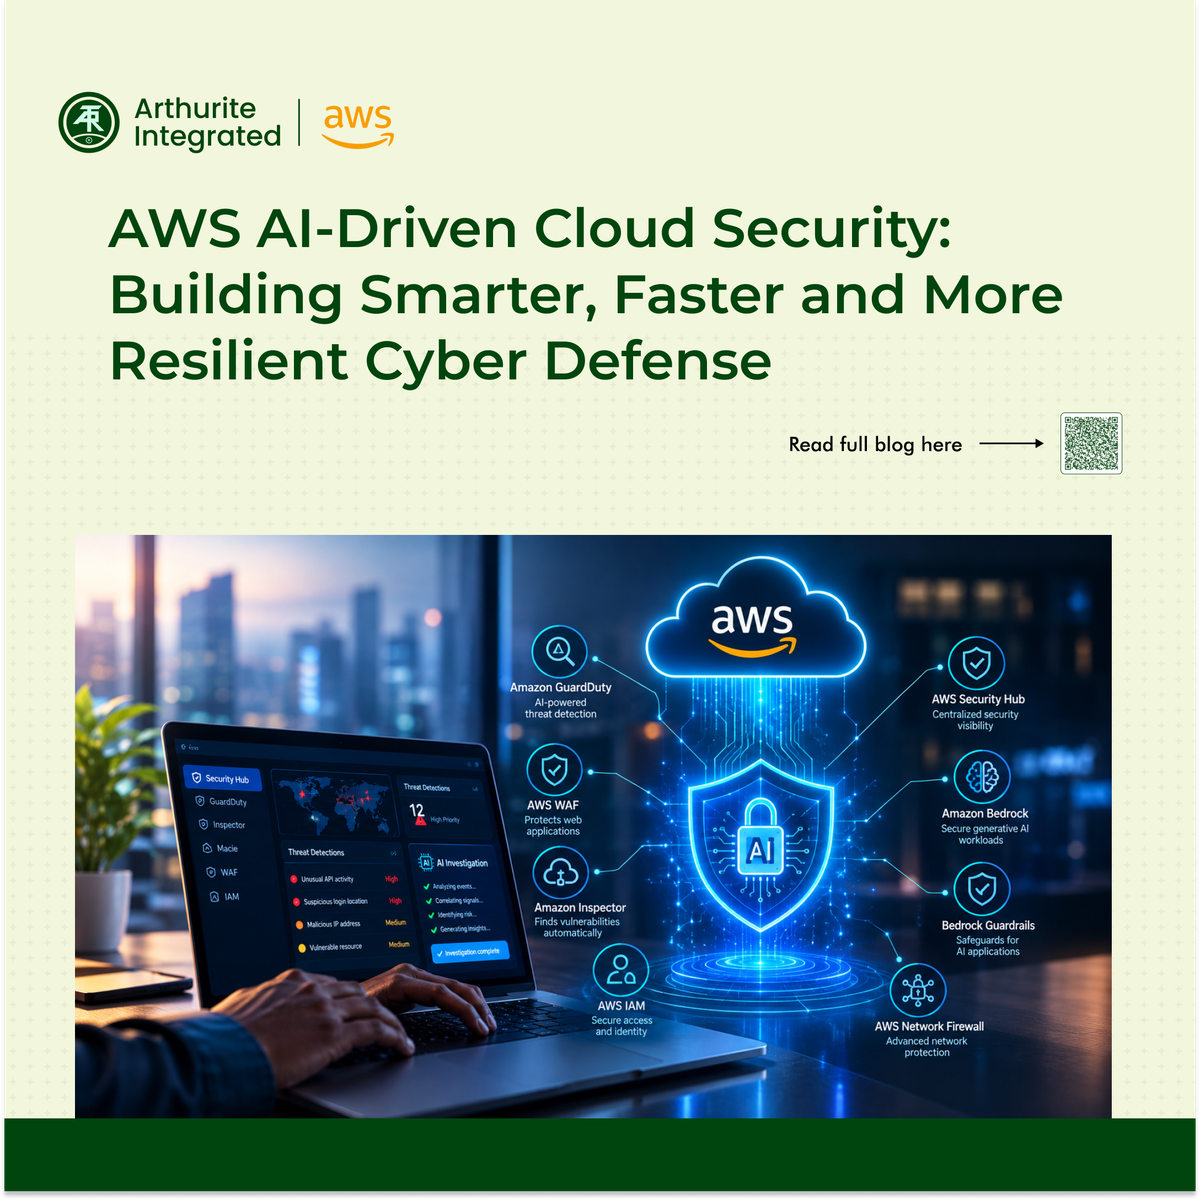 Arthurite
Integrated
aws
AWS AI-Driven Cloud Security:
Building Smarter, Faster and More
Resilient Cyber Defense
Read full blog here
aws
Amazon GuardDuty
AI-powered
threat detection
AWS WAF
Protects web
applications
Amazon Inspector
Finds vulnerabilities
automatically
AWS IAM
Secure access
and identity
AWS Security Hub
Centralized security
visibility
Amazon Bedrock
Secure generative AI
workloads
Bedrock Guardrails
Safeguards for
AI applications
AWS Network Firewall
Advanced network
protection
AI
Security Hub
GuardDuty
Inspector
Macie
WAF
IAM
Threat Detections
12
High Priority
Threat Detections
Unusual API activity High
Suspicious login location High
Malicious IP address Medium
Vulnerable resource Medium
AI
AI Investigation
Analyzing events...
Correlating signals...
Identifying risk...
Generating insights...
Investigation complete